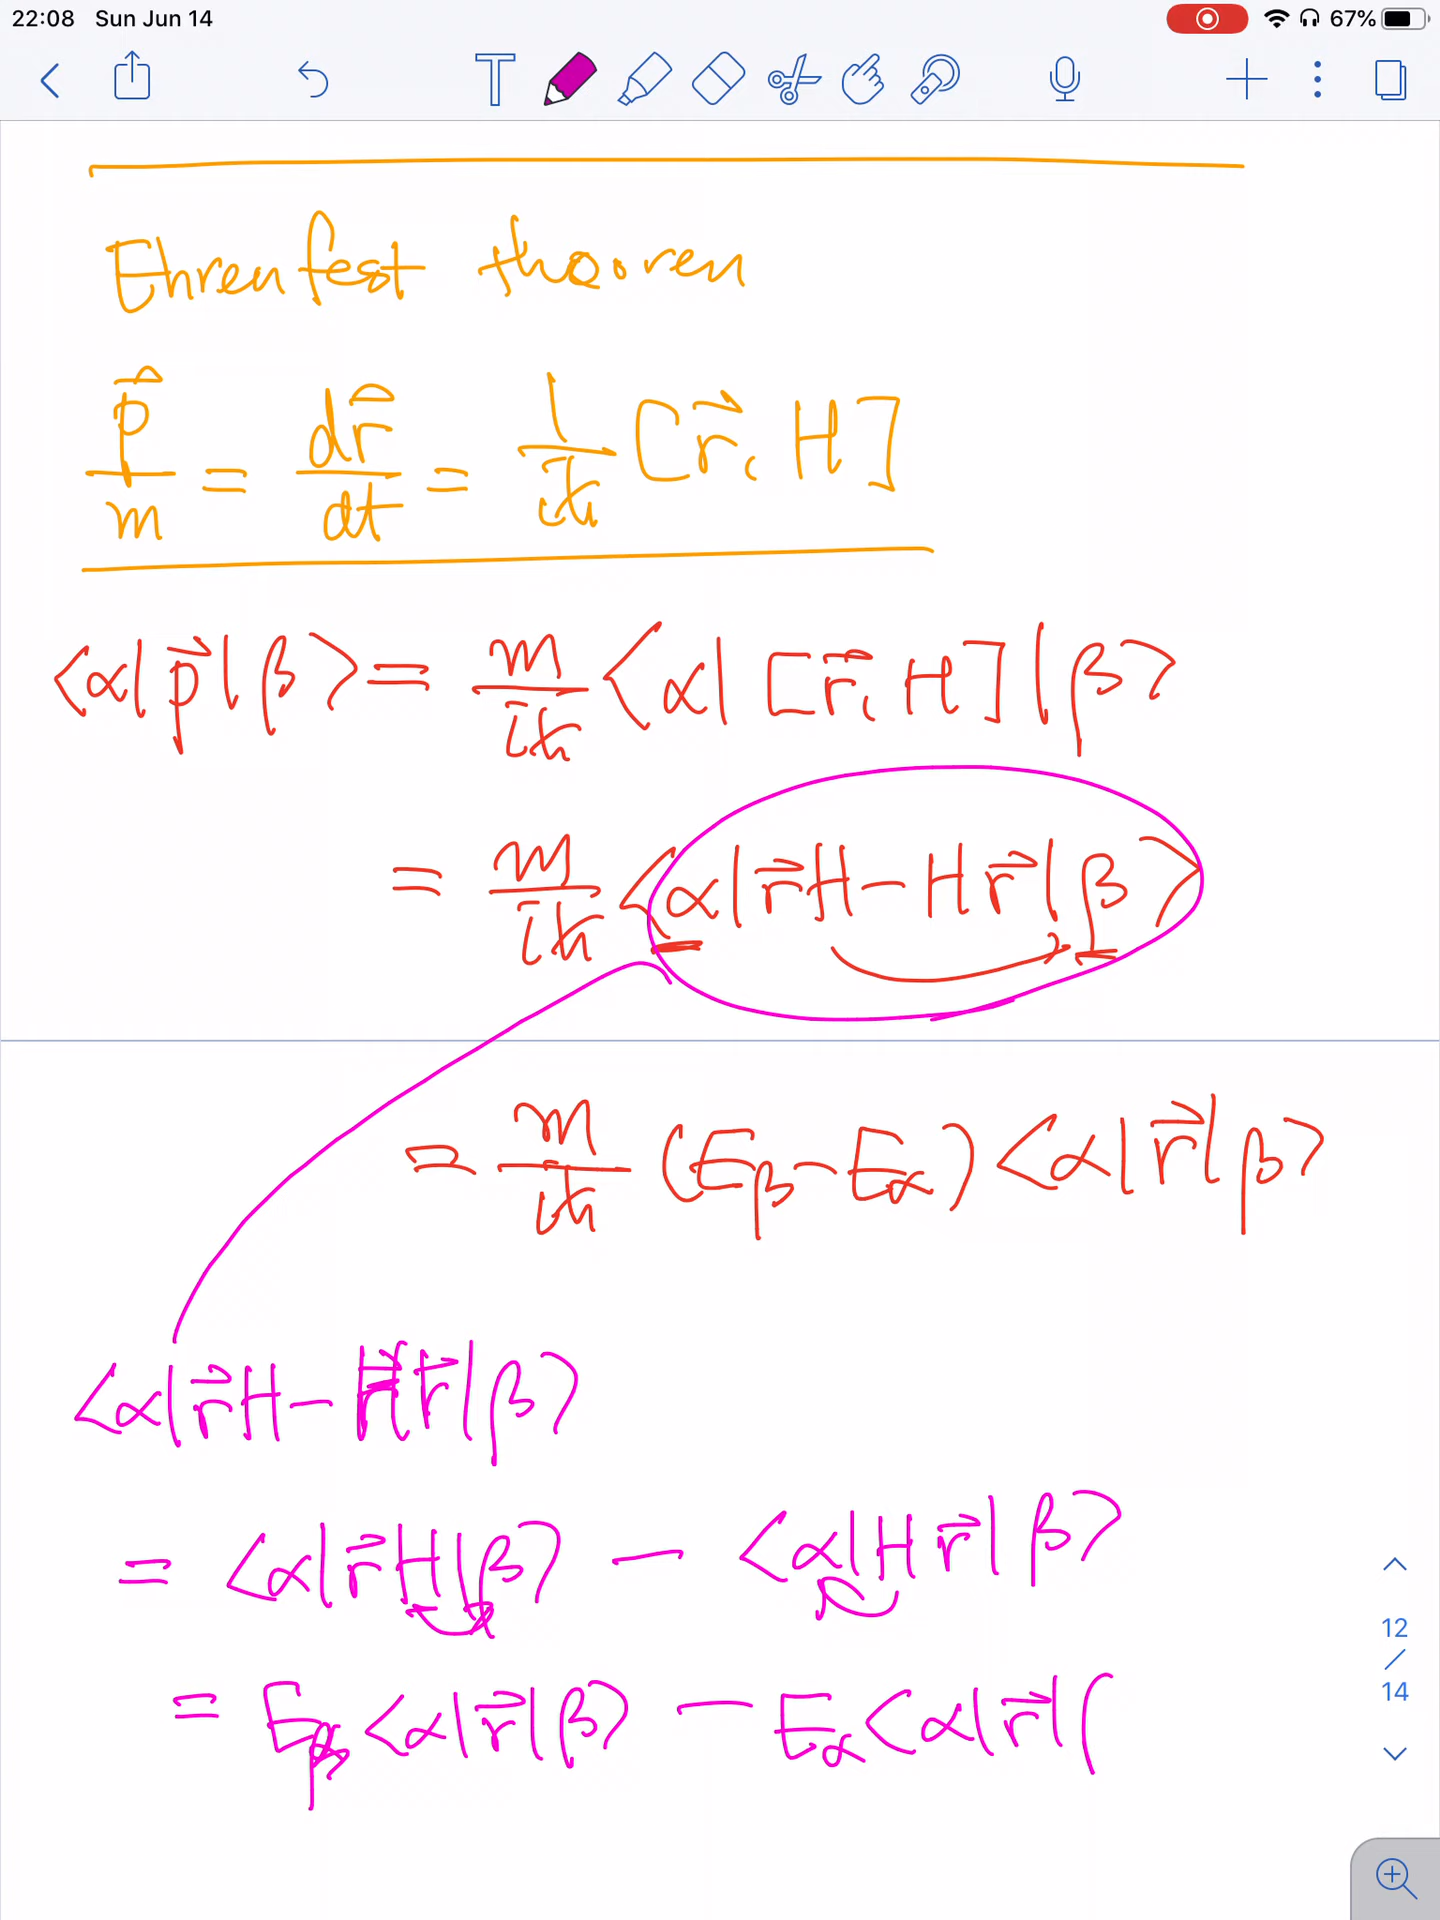 22:08 Sun Jun 14 67%
T
Ehrenfest theorem
p⃗/m = dr⃗/dt = 1/iħ [r⃗, H]
<α|p⃗|β> = m/iħ <α|[r⃗, H]|β>
= m/iħ <α|r⃗H − Hr⃗|β>
= m/iħ (Eβ − Eα) <α|r⃗|β>
<α|r⃗H − Hr⃗|β>
= <α|r⃗H|β> − <α|Hr⃗|β>
= Eβ <α|r⃗|β> − Eα <α|r⃗|(
12
/
14